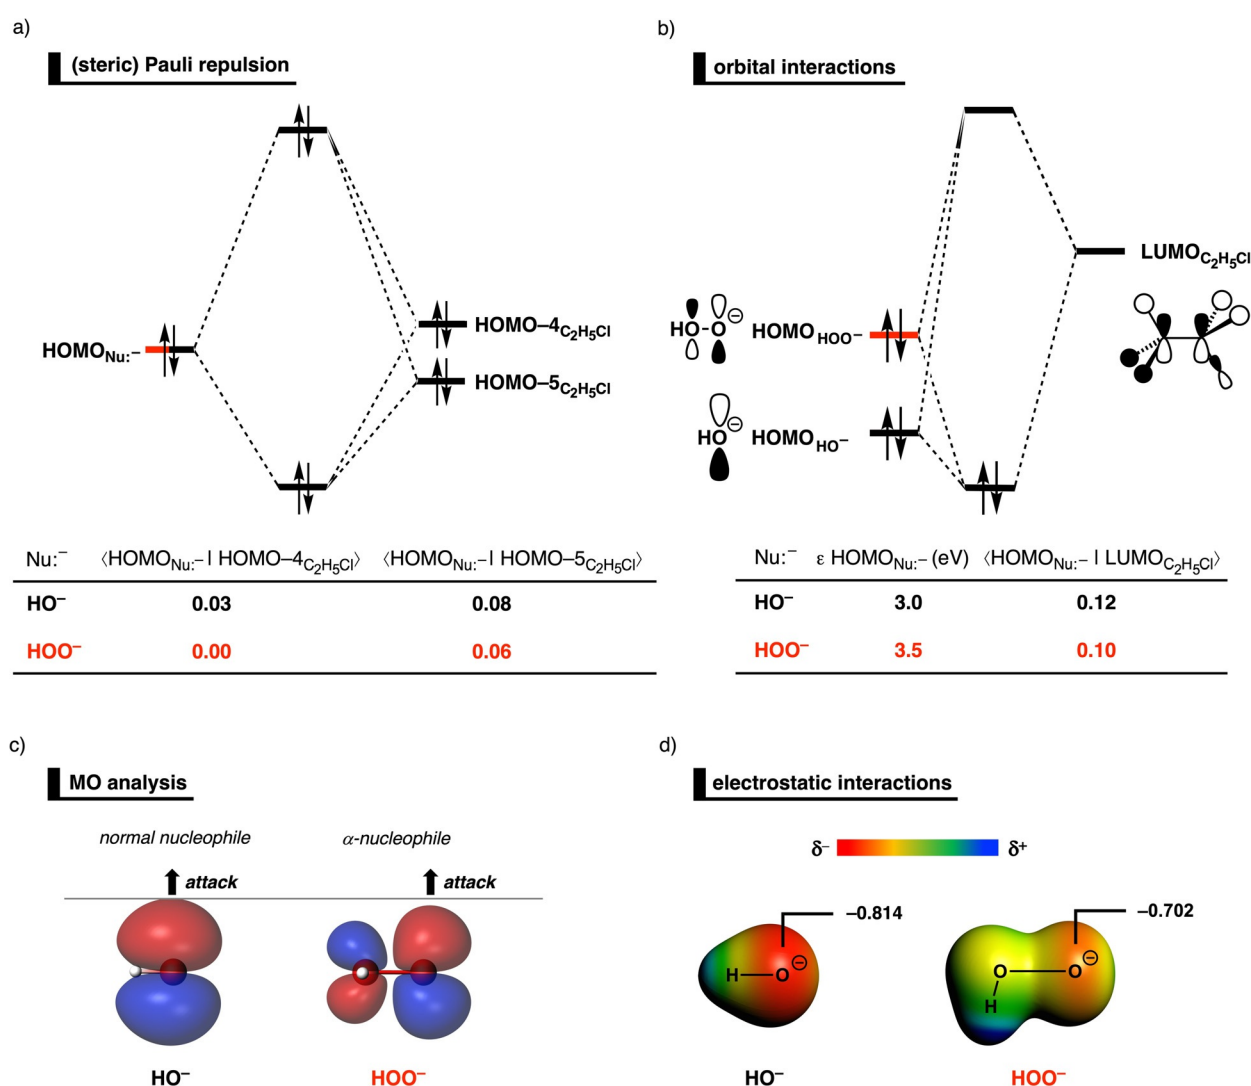 a)
(steric) Pauli repulsion
HOMO–4C2H5Cl
HOMONu:–
HOMO–5C2H5Cl
Nu:– ⟨HOMONu:– | HOMO–4C2H5Cl⟩ ⟨HOMONu:– | HOMO–5C2H5Cl⟩
HO– 0.03 0.08
HOO– 0.00 0.06
b)
orbital interactions
LUMOC2H5Cl
HO–O ⊖ HOMOHOO–
HO ⊖ HOMOHO–
Nu:– ε HOMONu:– (eV) ⟨HOMONu:– | LUMOC2H5Cl⟩
HO– 3.0 0.12
HOO– 3.5 0.10
c)
MO analysis
normal nucleophile α-nucleophile
attack attack
HO– HOO–
d)
electrostatic interactions
δ– δ+
–0.814 –0.702
H–O ⊖ O–O ⊖
H
HO– HOO–